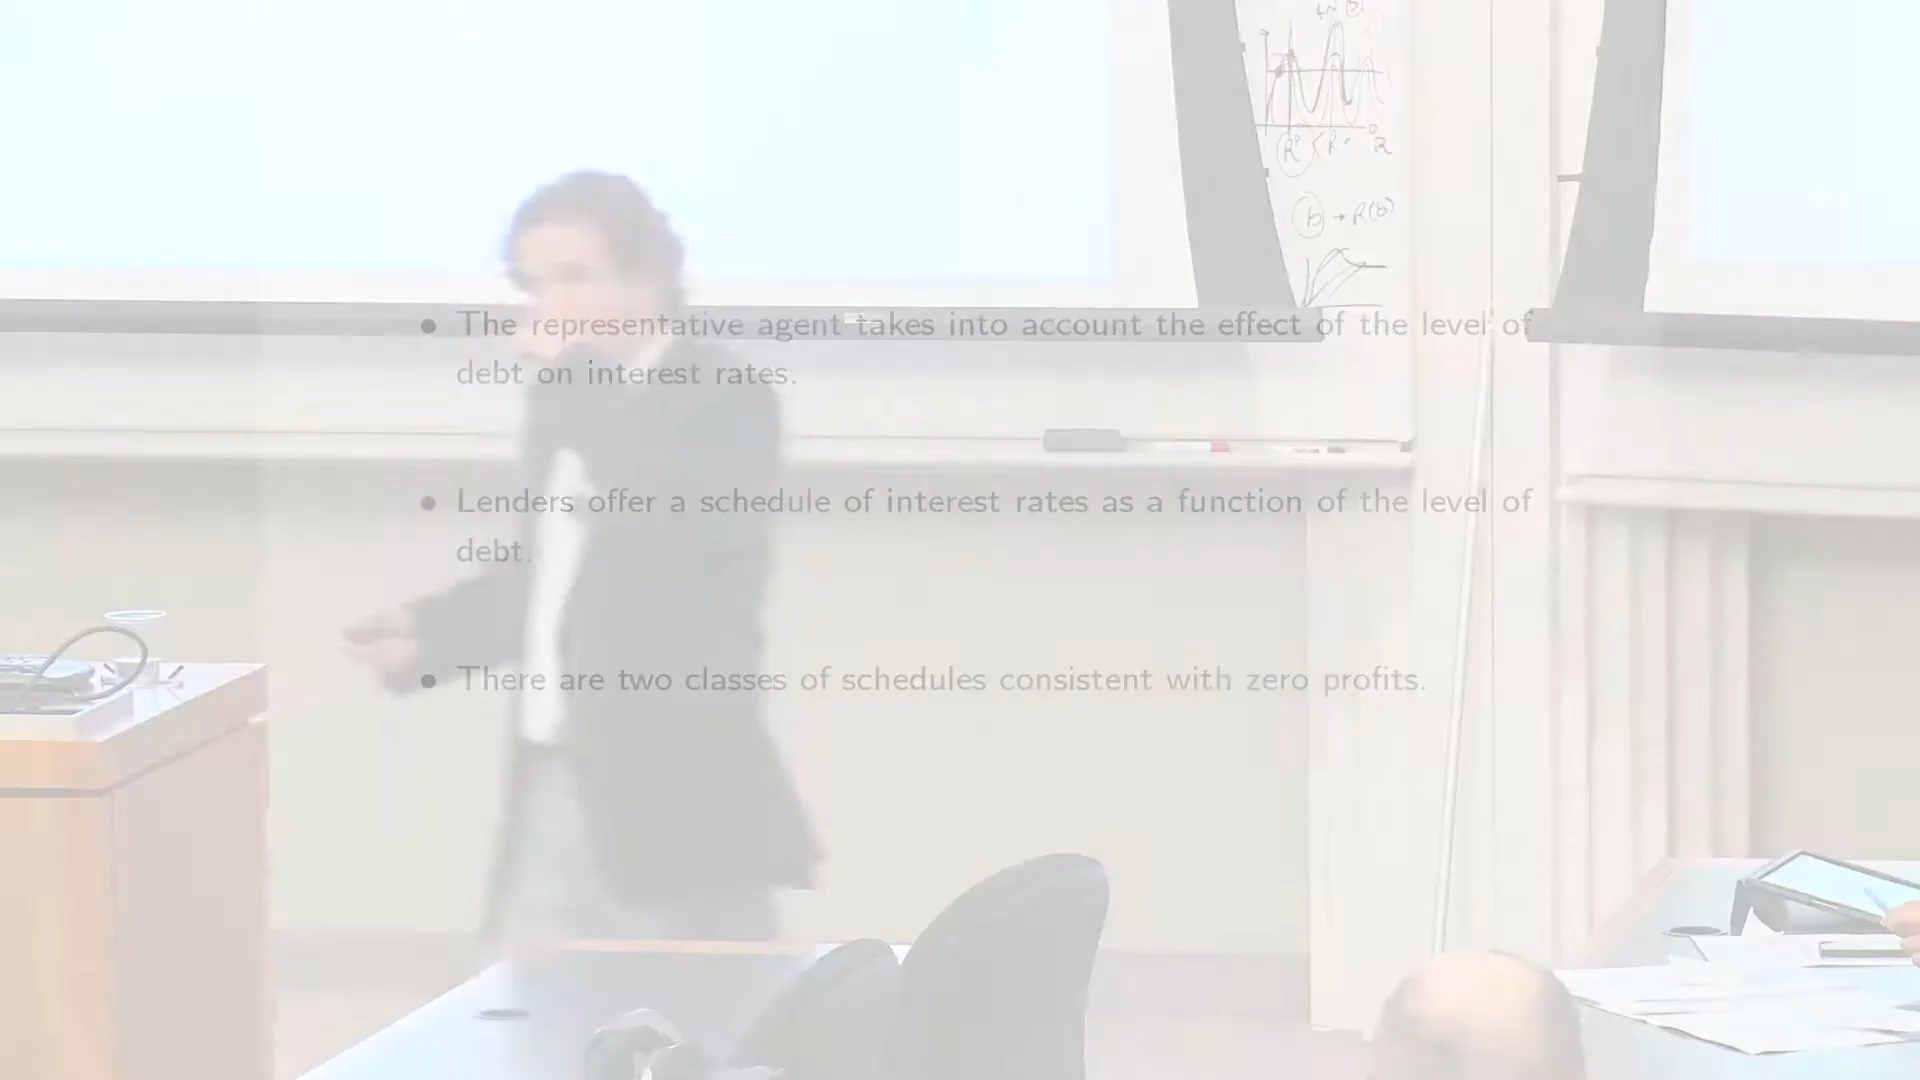 R° < R' R
b → R(b)
• The representative agent takes into account the effect of the level of
debt on interest rates.
• Lenders offer a schedule of interest rates as a function of the level of
debt.
• There are two classes of schedules consistent with zero profits.